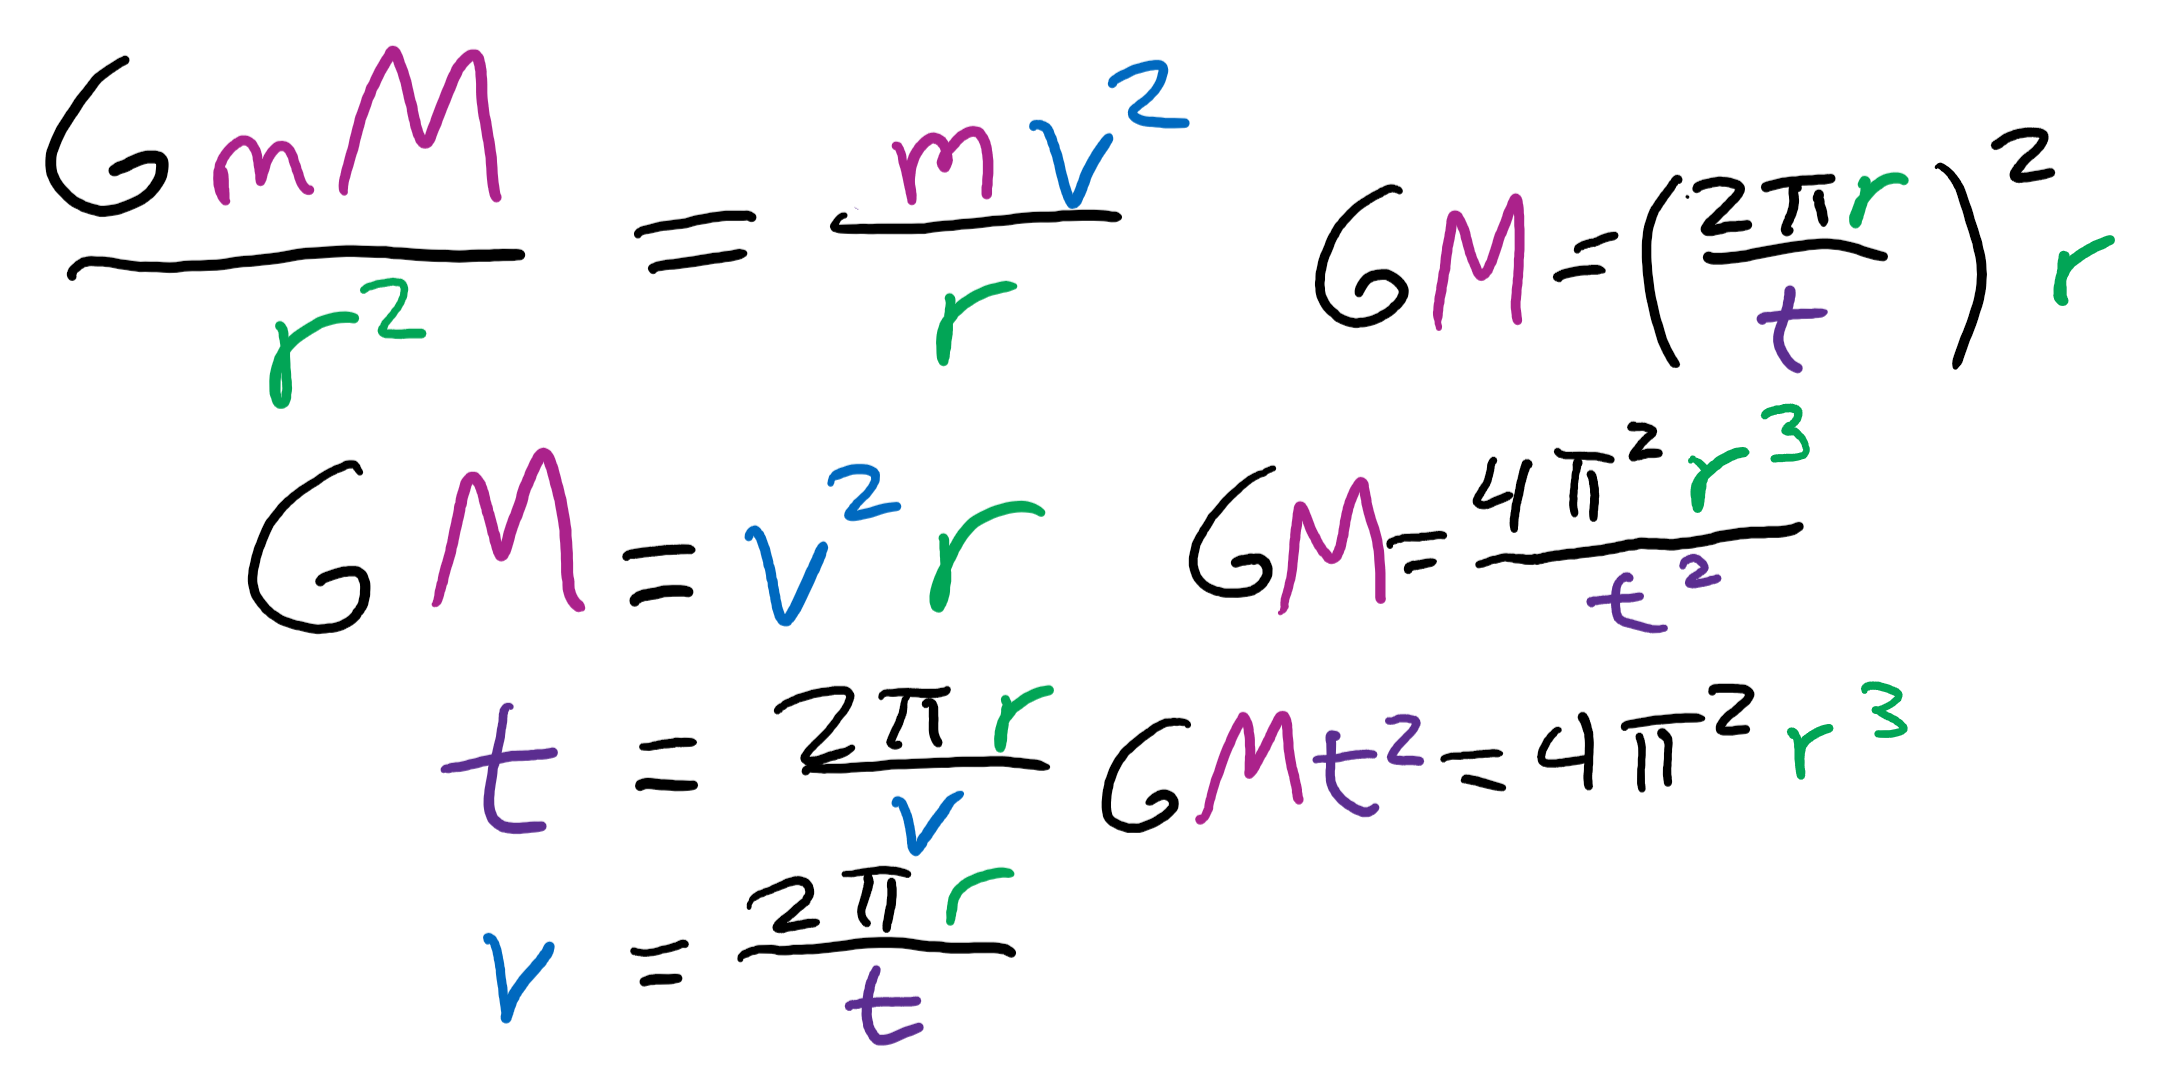 GmM/r² = mv²/r
GM = v²r
t = 2πr/v
v = 2πr/t
GM = (2πr/t)² r
GM = 4π²r³/t²
GMt² = 4π²r³